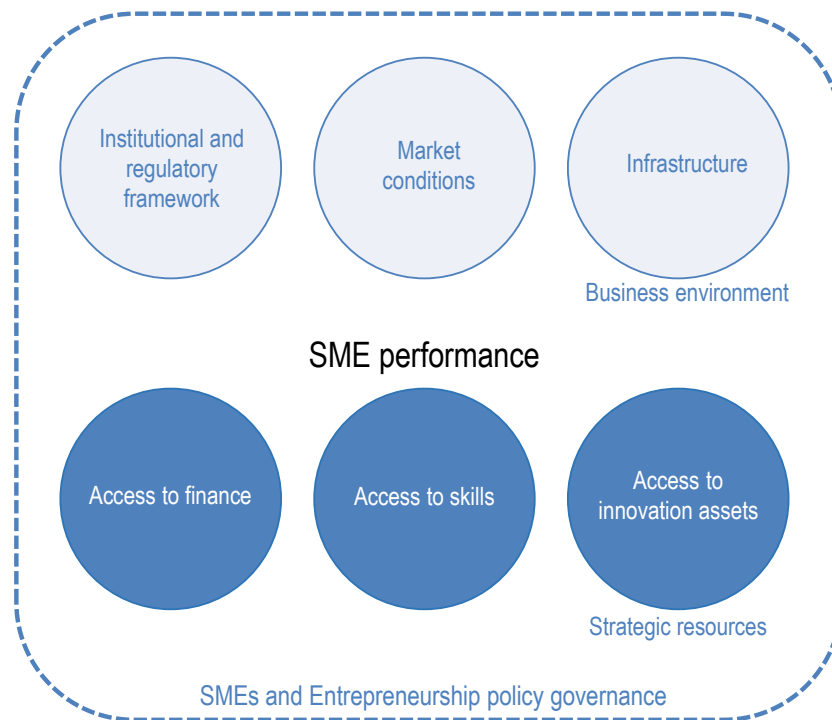 Institutional and
regulatory
framework
Market
conditions
Infrastructure
Business environment
SME performance
Access to finance
Access to skills
Access to
innovation assets
Strategic resources
SMEs and Entrepreneurship policy governance